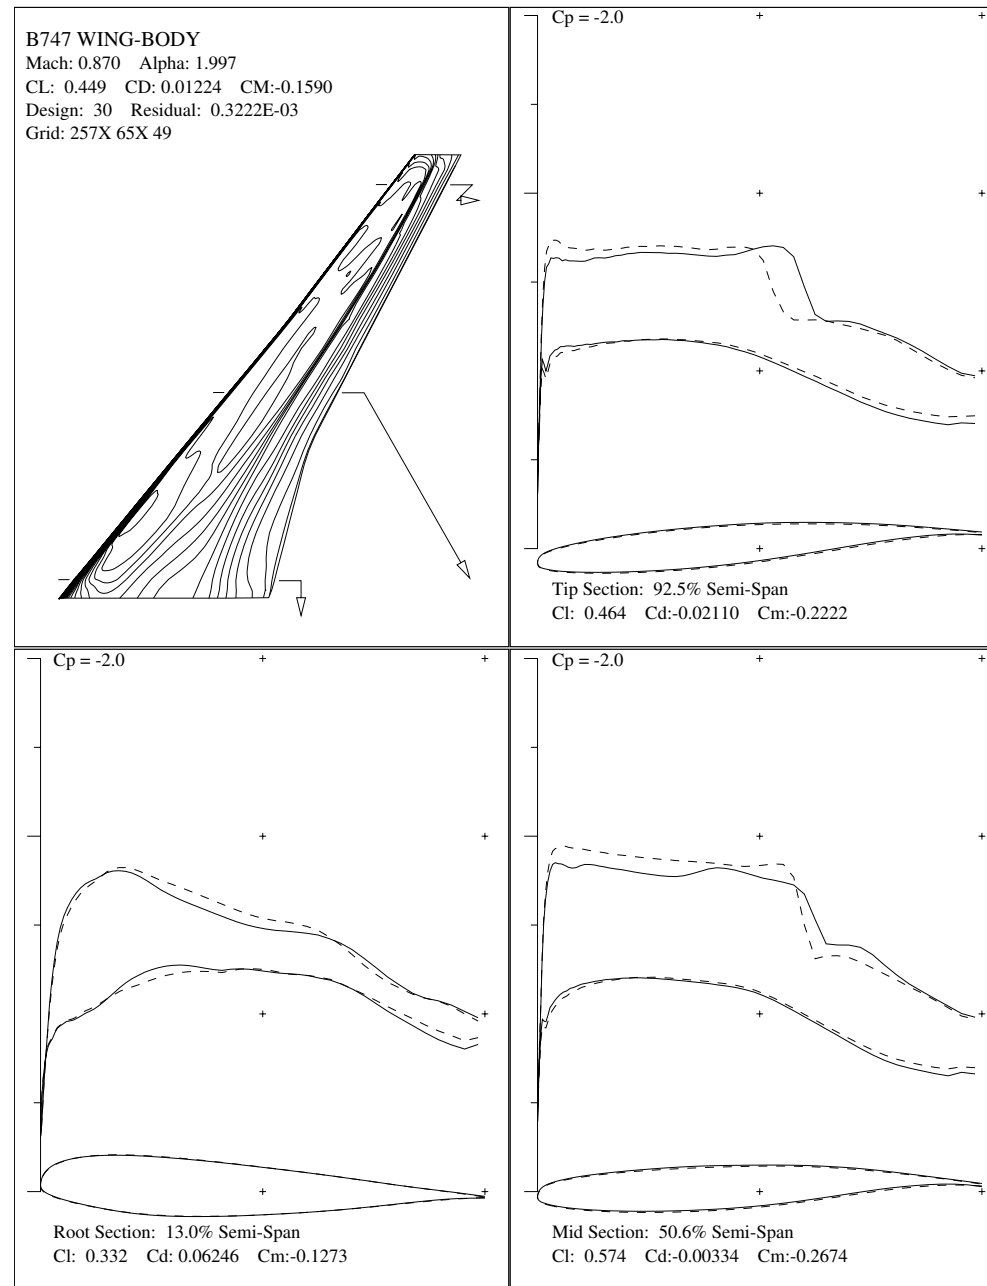 B747 WING-BODY
Mach: 0.870 Alpha: 1.997
CL: 0.449 CD: 0.01224 CM:-0.1590
Design: 30 Residual: 0.3222E-03
Grid: 257X 65X 49
Cp = -2.0
Tip Section: 92.5% Semi-Span
Cl: 0.464 Cd:-0.02110 Cm:-0.2222
Cp = -2.0
Root Section: 13.0% Semi-Span
Cl: 0.332 Cd: 0.06246 Cm:-0.1273
Cp = -2.0
Mid Section: 50.6% Semi-Span
Cl: 0.574 Cd:-0.00334 Cm:-0.2674